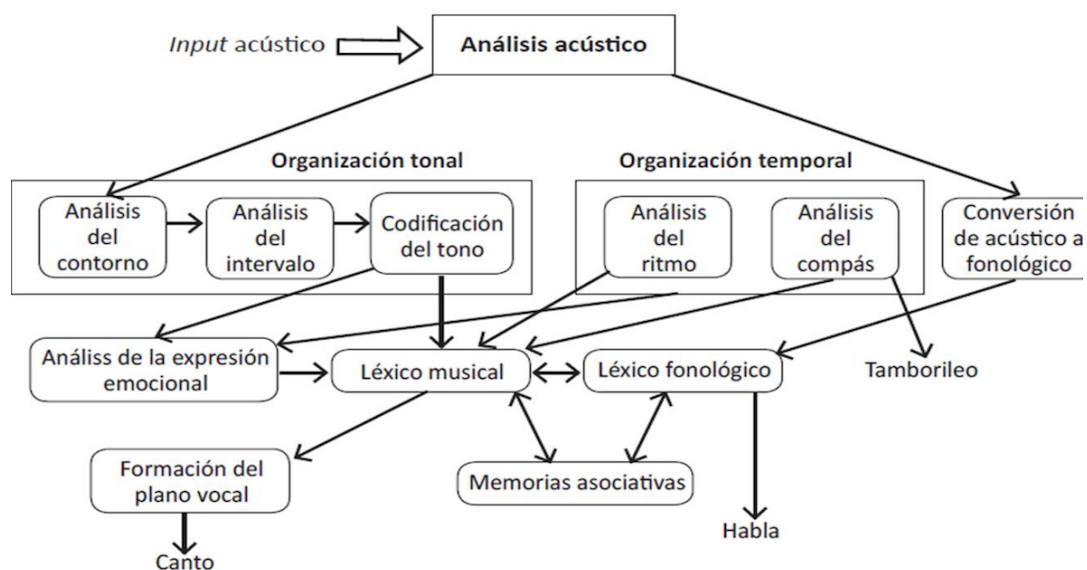 Input acústico
Análisis acústico
Organización tonal
Organización temporal
Análisis
del
contorno
Análisis
del
intervalo
Codificación
del tono
Análisis
del
ritmo
Análisis
del
compás
Conversión
de acústico a
fonológico
Análiss de la expresión
emocional
Léxico musical
Léxico fonológico
Tamborileo
Formación del
plano vocal
Memorias asociativas
Habla
Canto